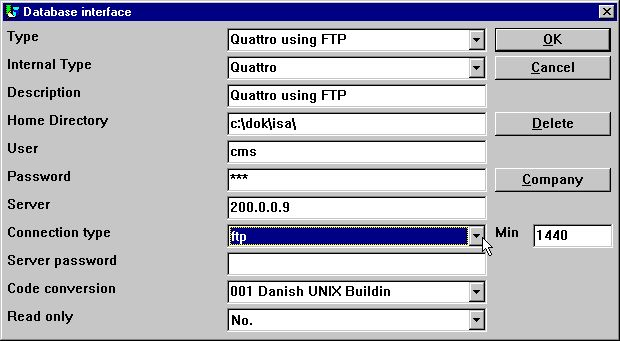 Database interface
Type Quattro using FTP OK
Internal Type Quattro Cancel
Description Quattro using FTP
Home Directory c:\dok\isa\ Delete
User cms
Password *** Company
Server 200.0.0.9
Connection type ftp Min 1440
Server password
Code conversion 001 Danish UNIX Buildin
Read only No.